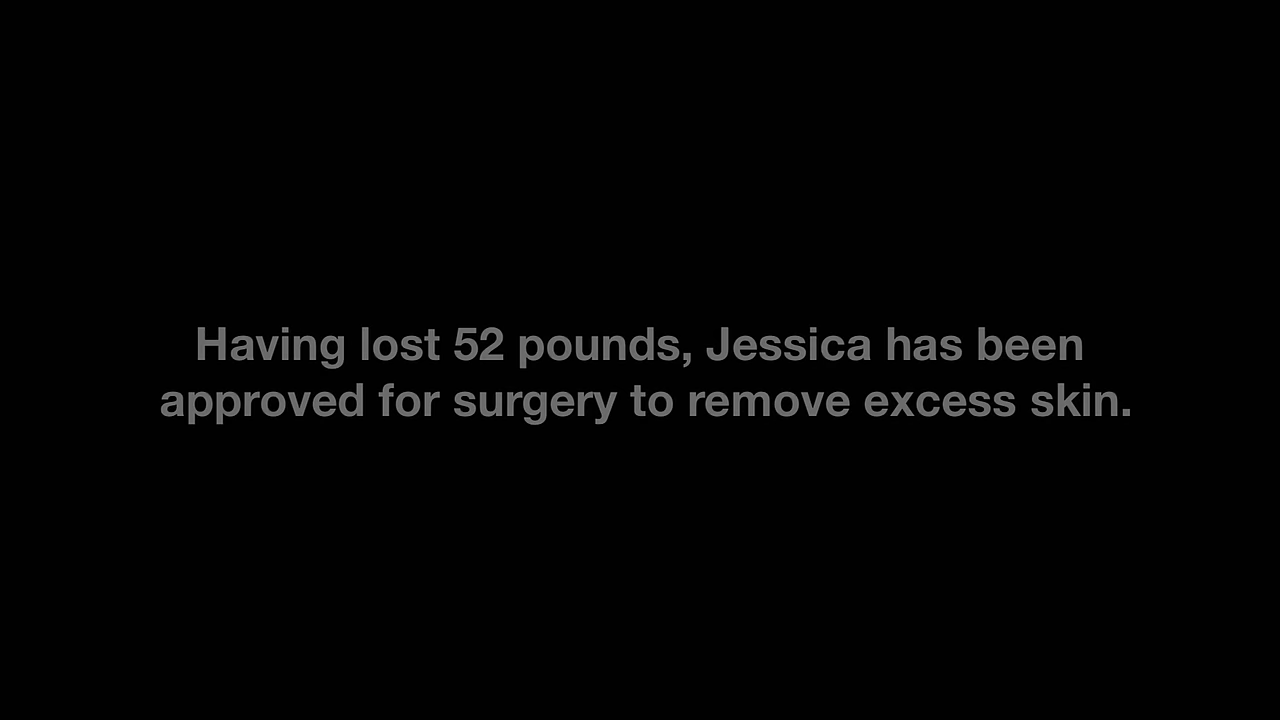 Having lost 52 pounds, Jessica has been
approved for surgery to remove excess skin.